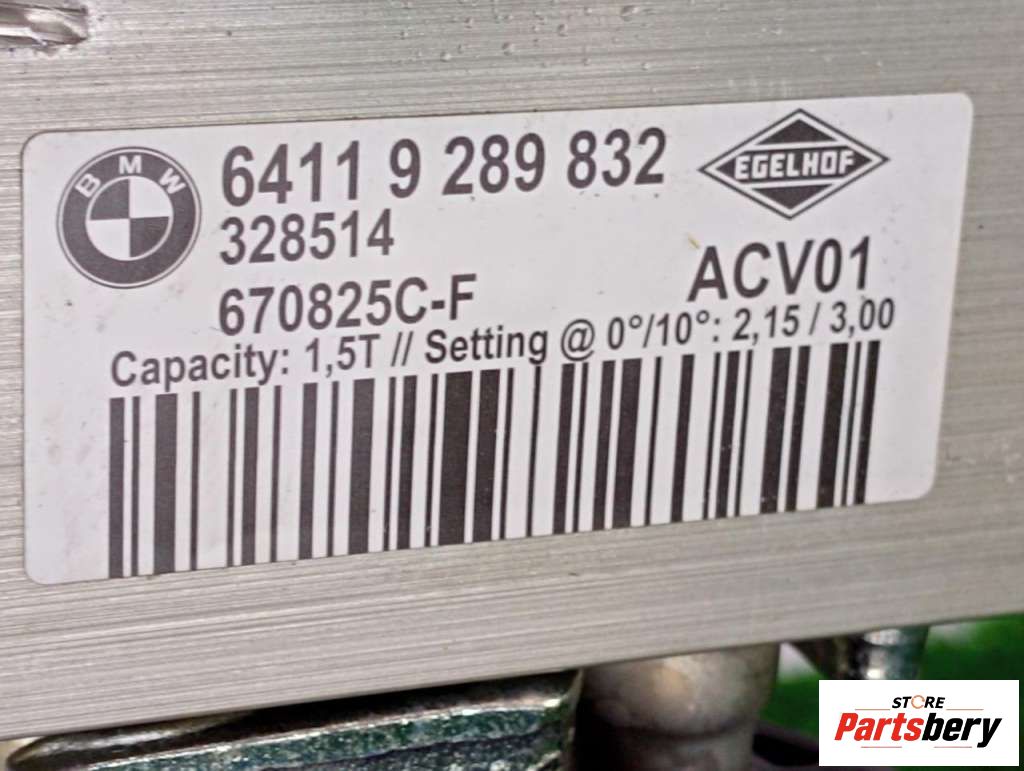 BMW
6411 9 289 832
EGELHOF
328514
670825C-F
ACV01
Capacity: 1,5T // Setting @ 0°/10°: 2,15 / 3,00
STORE
Partsbery